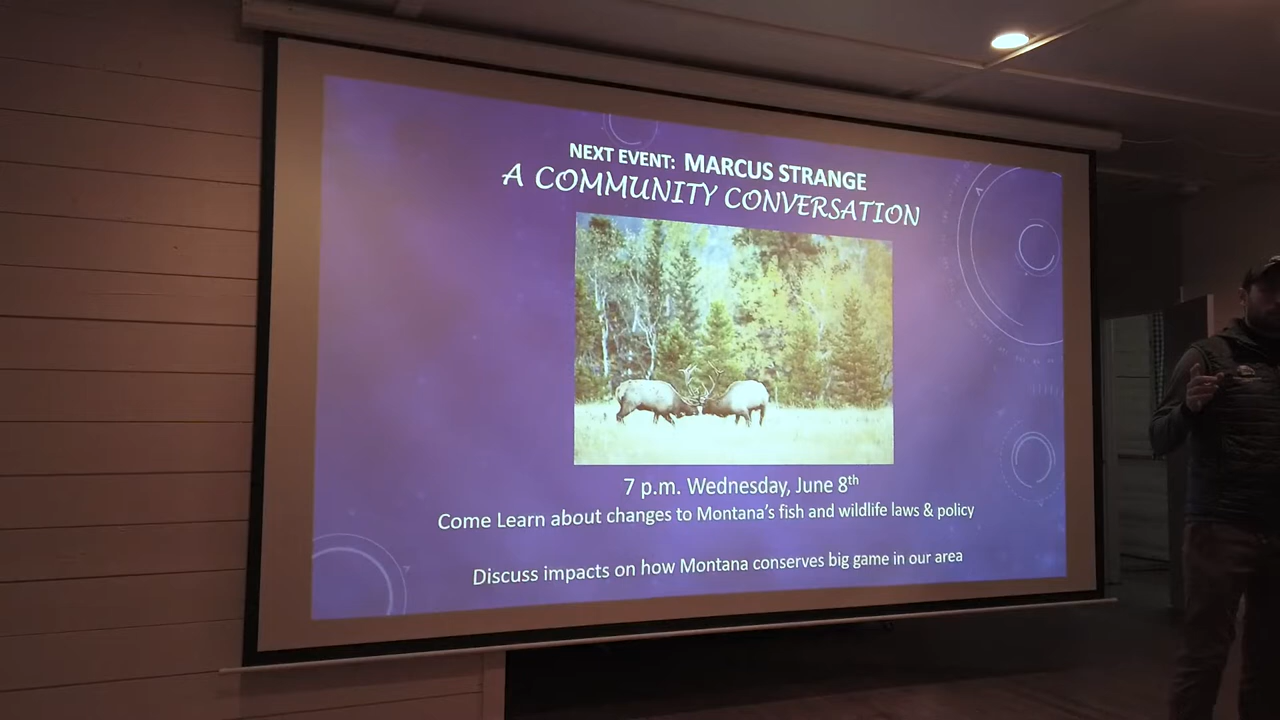 NEXT EVENT: MARCUS STRANGE
A COMMUNITY CONVERSATION
7 p.m. Wednesday, June 8th
Come Learn about changes to Montana's fish and wildlife laws & policy
Discuss impacts on how Montana conserves big game in our area